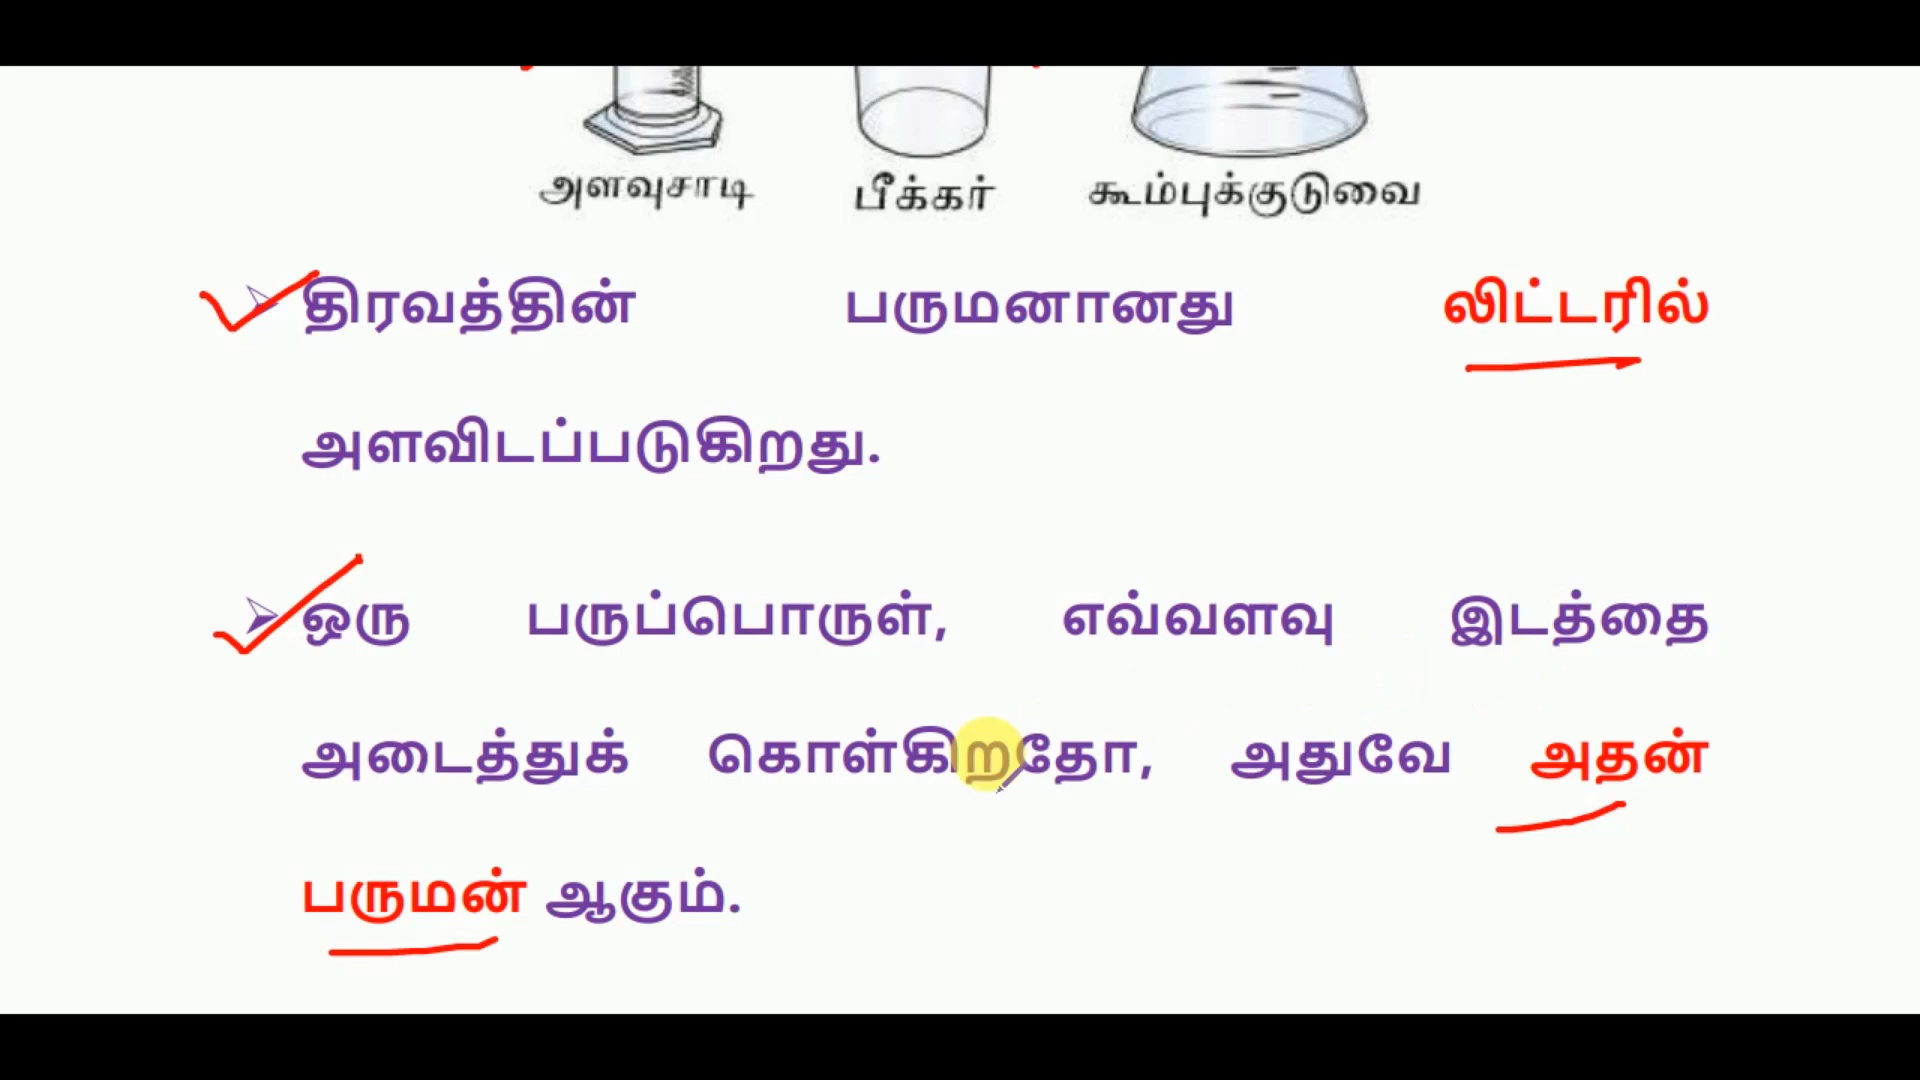 அளவுசாடி பீக்கர் கூம்புக்குடுவை
திரவத்தின் பருமனானது லிட்டரில்
அளவிடப்படுகிறது.
ஒரு பருப்பொருள், எவ்வளவு இடத்தை
அடைத்துக் கொள்கிறதோ, அதுவே அதன்
பருமன் ஆகும்.